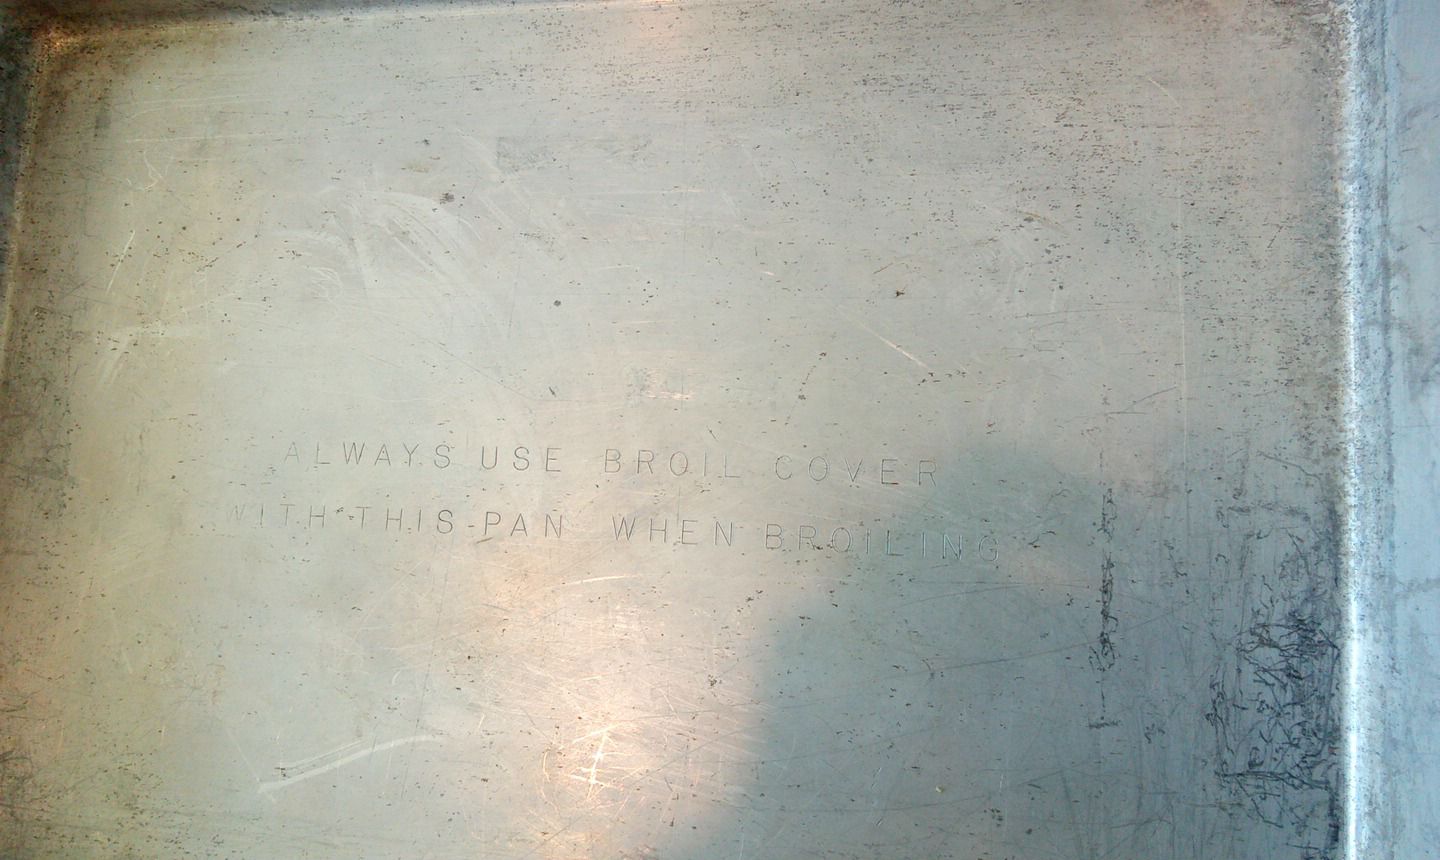 ALWAYS USE BROIL COVER
WITH THIS PAN WHEN BROILING